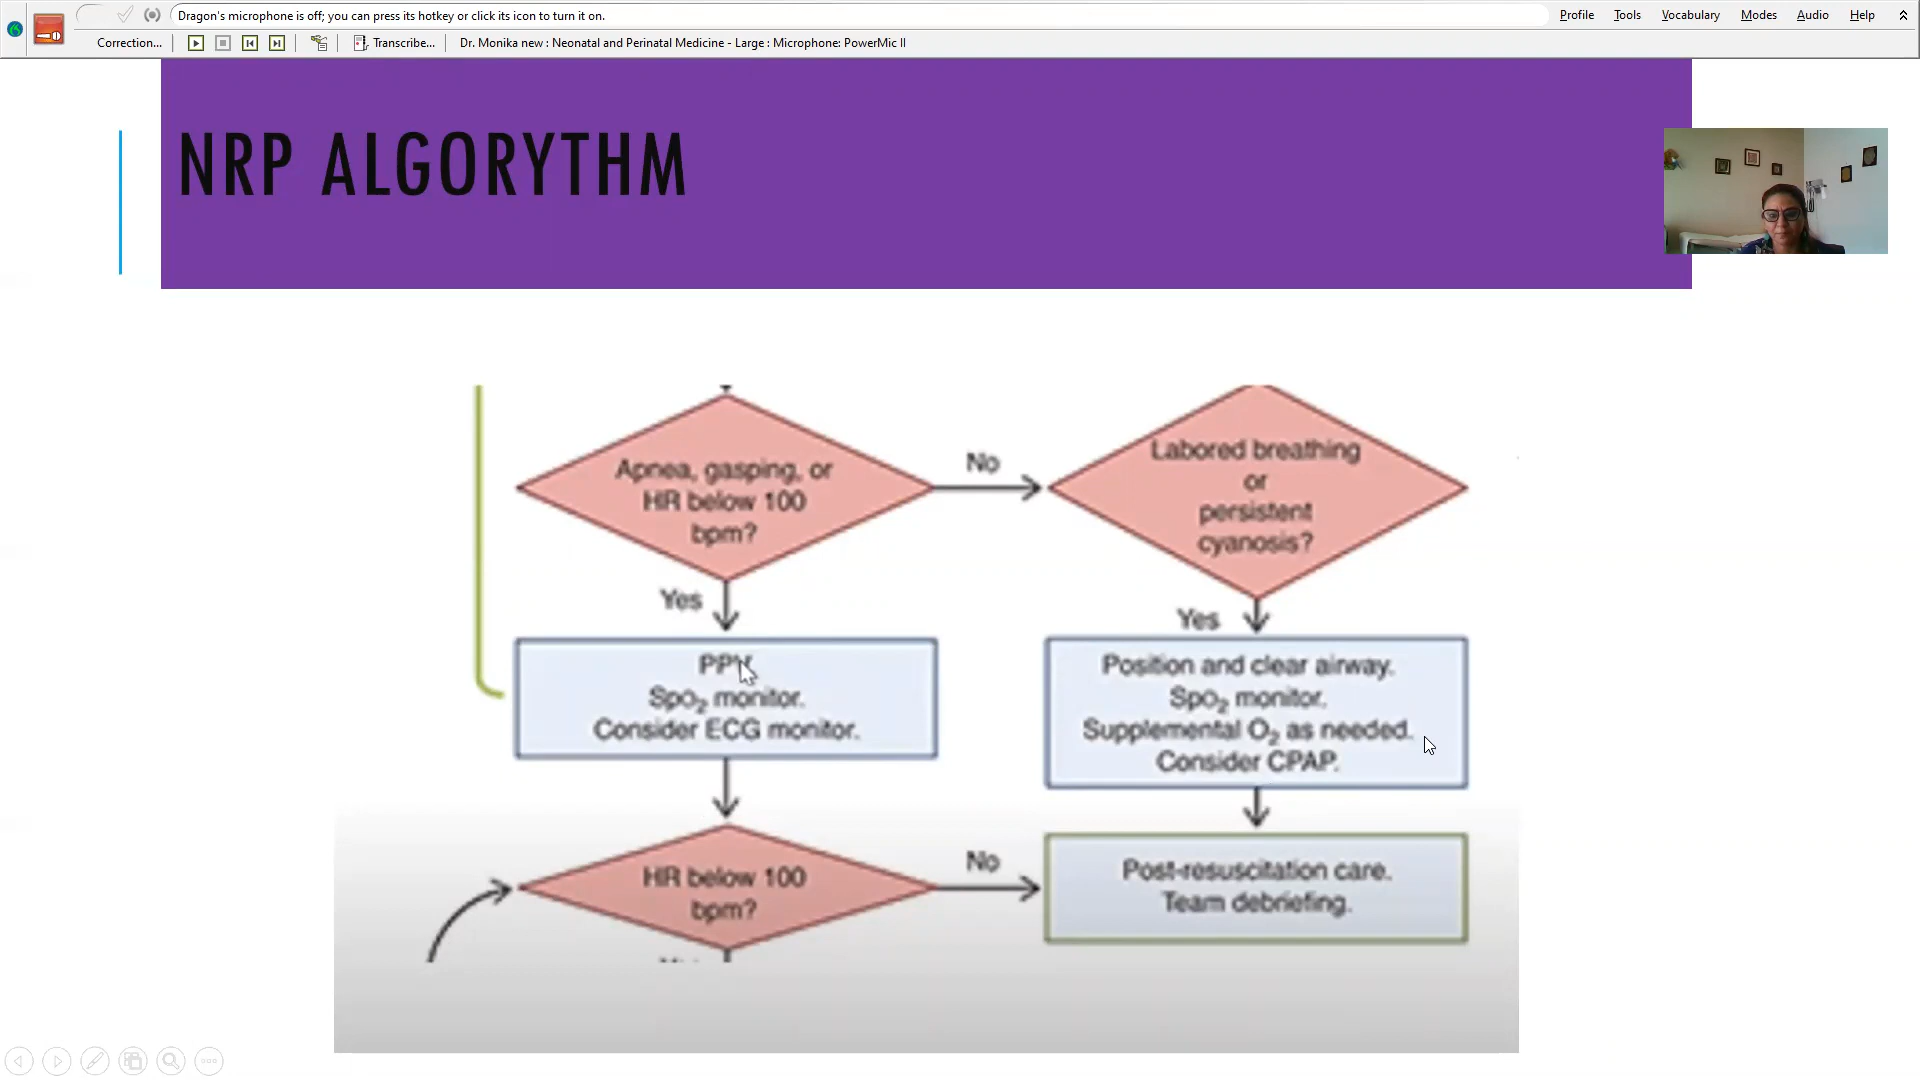 Dragon's microphone is off; you can press its hotkey or click its icon to turn it on.
Profile Tools Vocabulary Modes Audio Help
Correction... Transcribe... Dr. Monika new : Neonatal and Perinatal Medicine - Large : Microphone: PowerMic II
NRP ALGORYTHM
Apnea, gasping, or
HR below 100
bpm?
No
Labored breathing
or
persistent
cyanosis?
Yes
Yes
PPV.
SpO2 monitor.
Consider ECG monitor.
Position and clear airway.
SpO2 monitor.
Supplemental O2 as needed.
Consider CPAP.
HR below 100
bpm?
No
Post-resuscitation care.
Team debriefing.